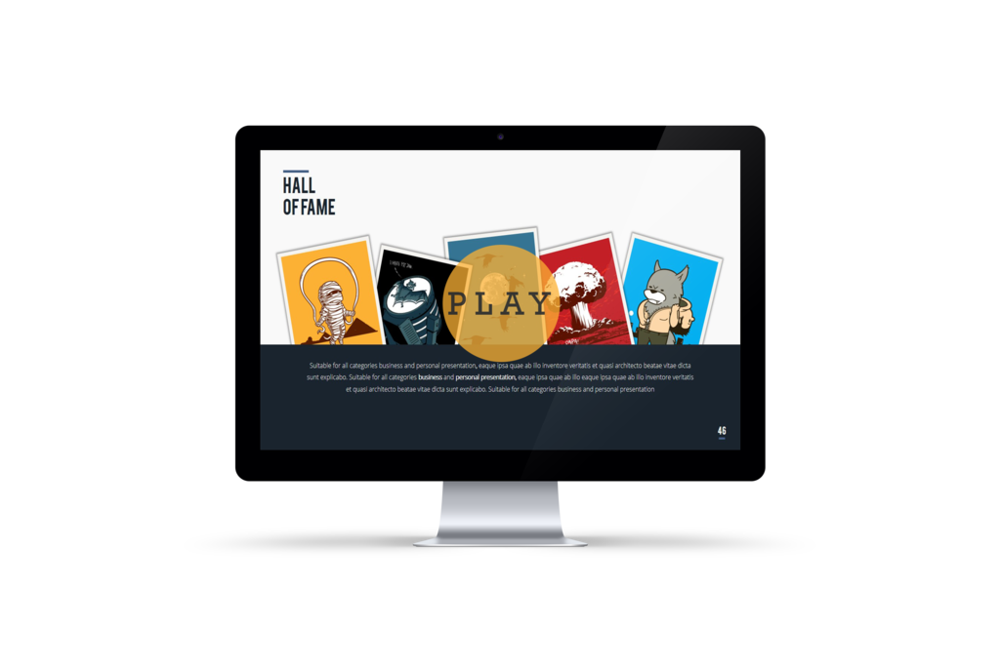 HALL
OF FAME
PLAY
Suitable for all categories business and personal presentation, eaque ipsa quae ab illo inventore veritatis et quasi architecto beatae vitae dicta
sunt explicabo. Suitable for all categories business and personal presentation, eaque ipsa quae ab illo eaque ipsa quae ab illo inventore veritatis
et quasi architecto beatae vitae dicta sunt explicabo. Suitable for all categories business and personal presentation
46